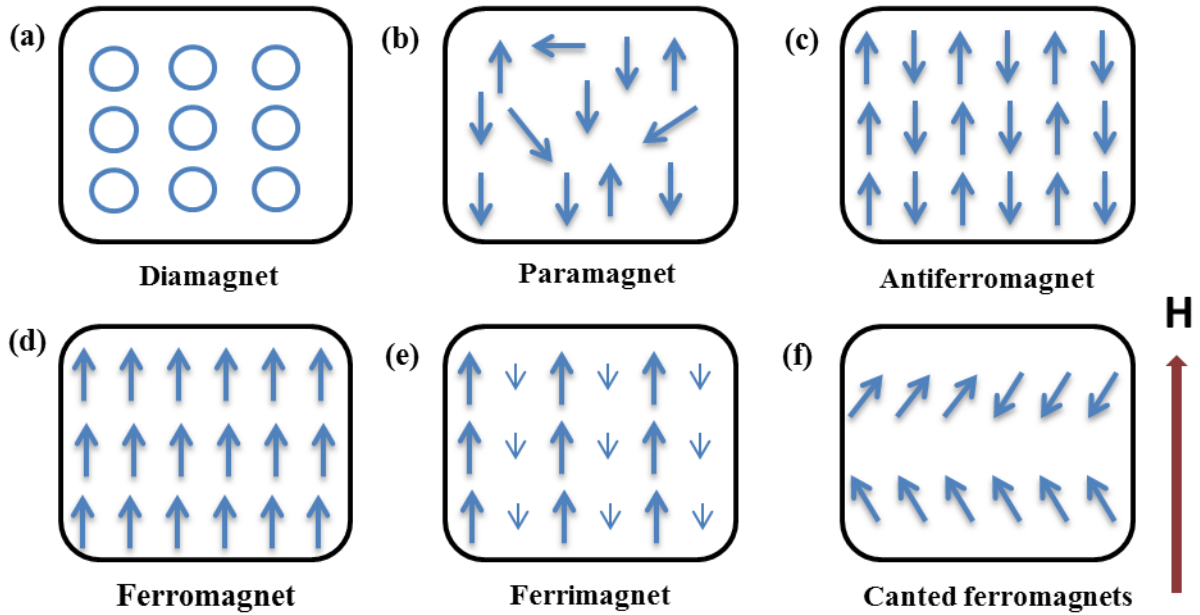 (a)
(b)
(c)
Diamagnet
Paramagnet
Antiferromagnet
H
(d)
(e)
(f)
Ferromagnet
Ferrimagnet
Canted ferromagnets